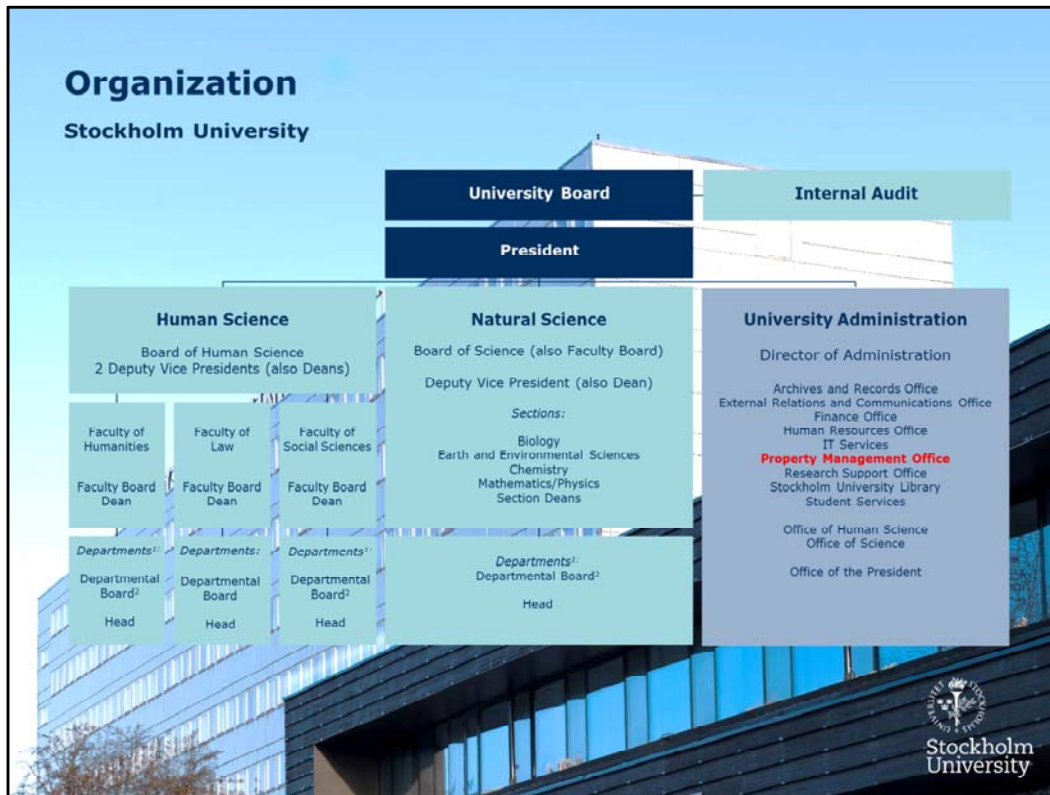 Organization
Stockholm University
University Board
Internal Audit
President
Human Science
Board of Human Science
2 Deputy Vice Presidents (also Deans)
Faculty of
Humanities
Faculty Board
Dean
Faculty of
Law
Faculty Board
Dean
Faculty of
Social Sciences
Faculty Board
Dean
Departments¹:
Departmental
Board²
Head
Departments:
Departmental
Board
Head
Departments¹:
Departmental
Board²
Head
Natural Science
Board of Science (also Faculty Board)
Deputy Vice President (also Dean)
Sections:
Biology
Earth and Environmental Sciences
Chemistry
Mathematics/Physics
Section Deans
Departments¹:
Departmental Board²
Head
University Administration
Director of Administration
Archives and Records Office
External Relations and Communications Office
Finance Office
Human Resources Office
IT Services
Property Management Office
Research Support Office
Stockholm University Library
Student Services
Office of Human Science
Office of Science
Office of the President
STOCKHOLMS UNIVERSITET
Stockholm
University